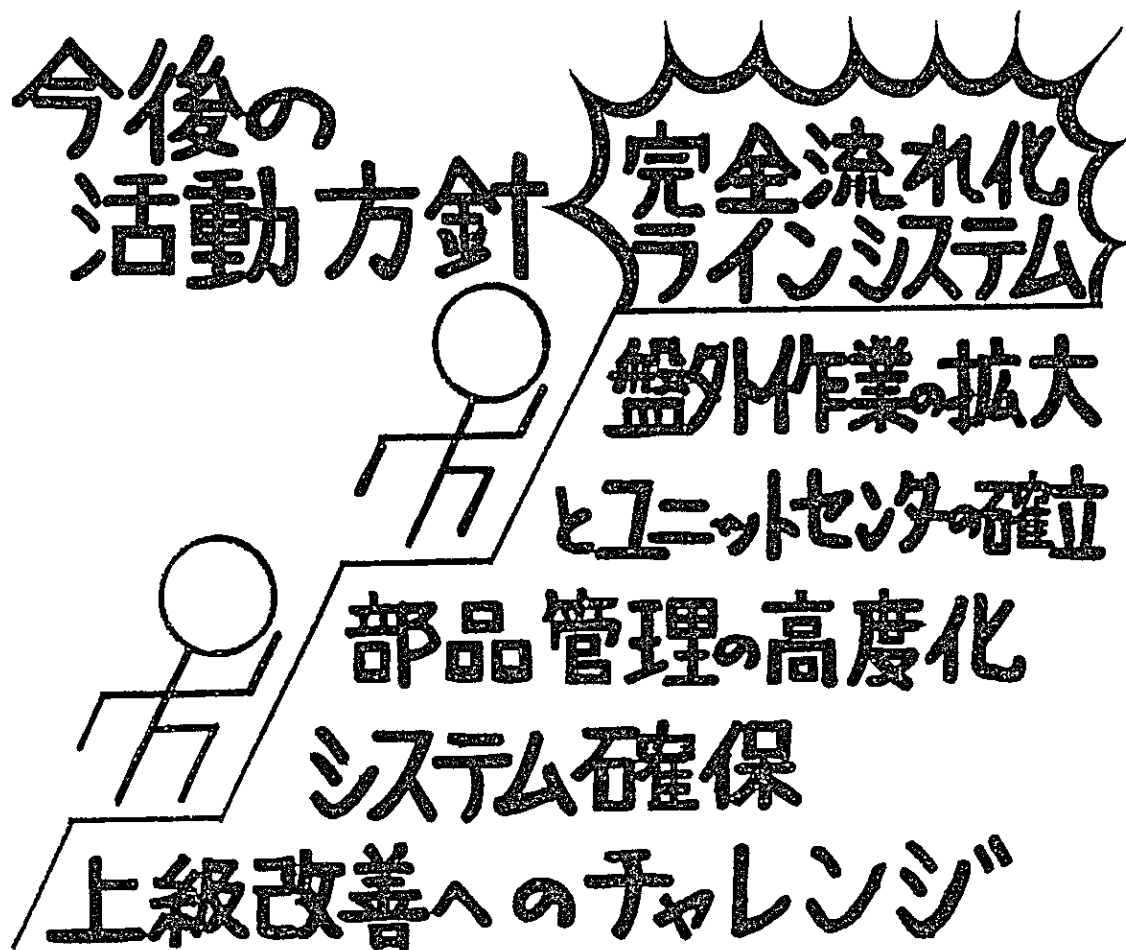 今後の
活動方針
完全流れ化
ラインシステム
盤外作業の拡大
とユニットセンターの確立
部品管理の高度化
システム確保
上級改善へのチャレンジ